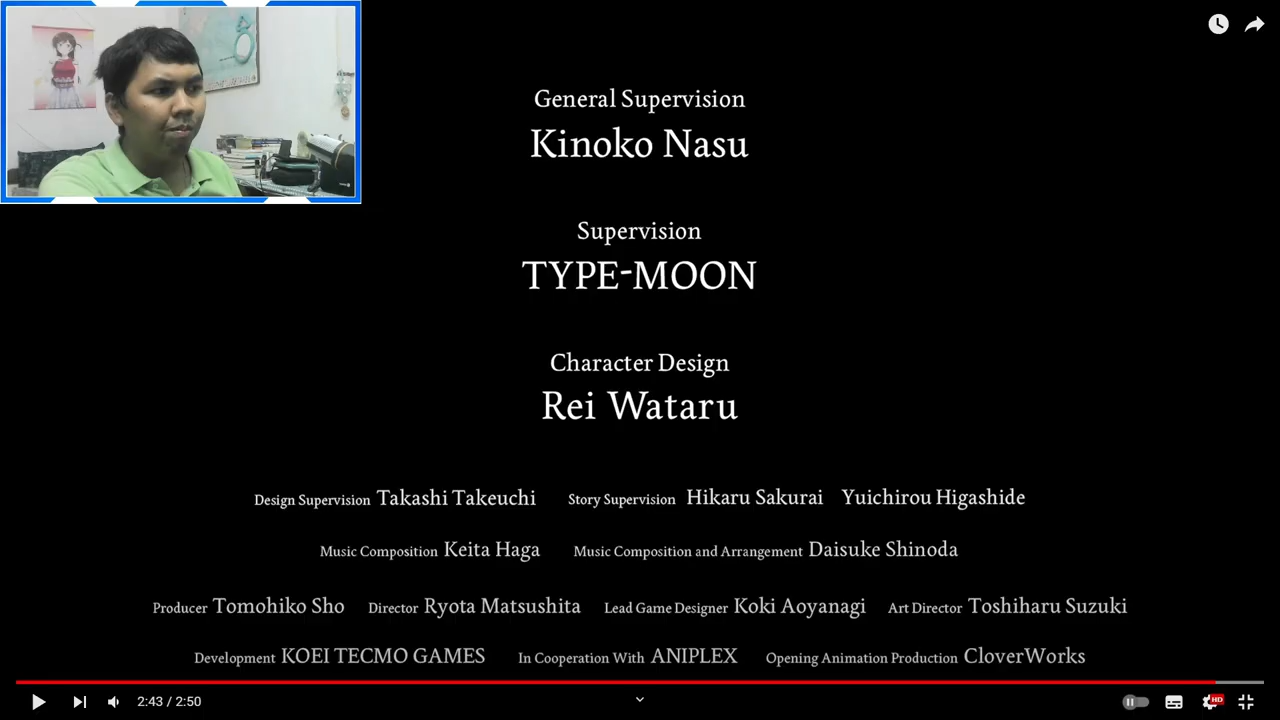 General Supervision
Kinoko Nasu
Supervision
TYPE-MOON
Character Design
Rei Wataru
Design Supervision Takashi Takeuchi Story Supervision Hikaru Sakurai Yuichirou Higashide
Music Composition Keita Haga Music Composition and Arrangement Daisuke Shinoda
Producer Tomohiko Sho Director Ryota Matsushita Lead Game Designer Koki Aoyanagi Art Director Toshiharu Suzuki
Development KOEI TECMO GAMES In Cooperation With ANIPLEX Opening Animation Production CloverWorks
2:43 / 2:50
HD